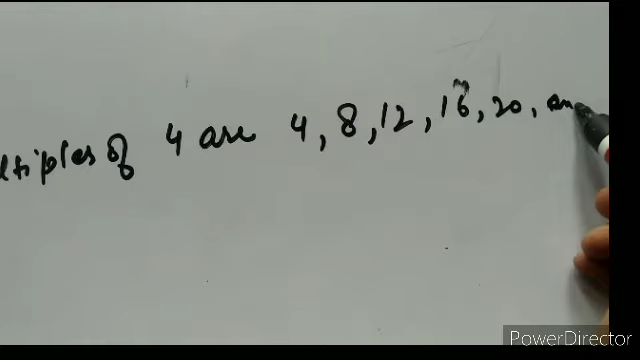 ltiples of 4 are 4, 8, 12, 16, 20, an
PowerDirector